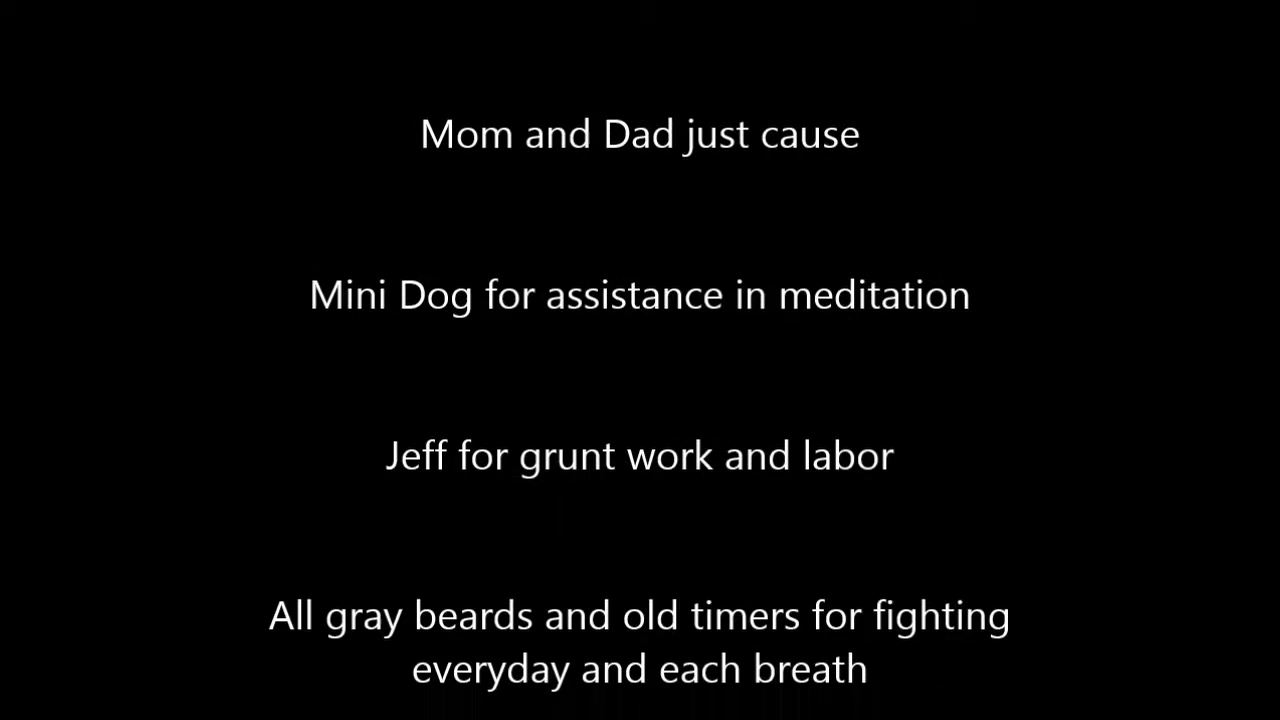 Mom and Dad just cause
Mini Dog for assistance in meditation
Jeff for grunt work and labor
All gray beards and old timers for fighting
everyday and each breath